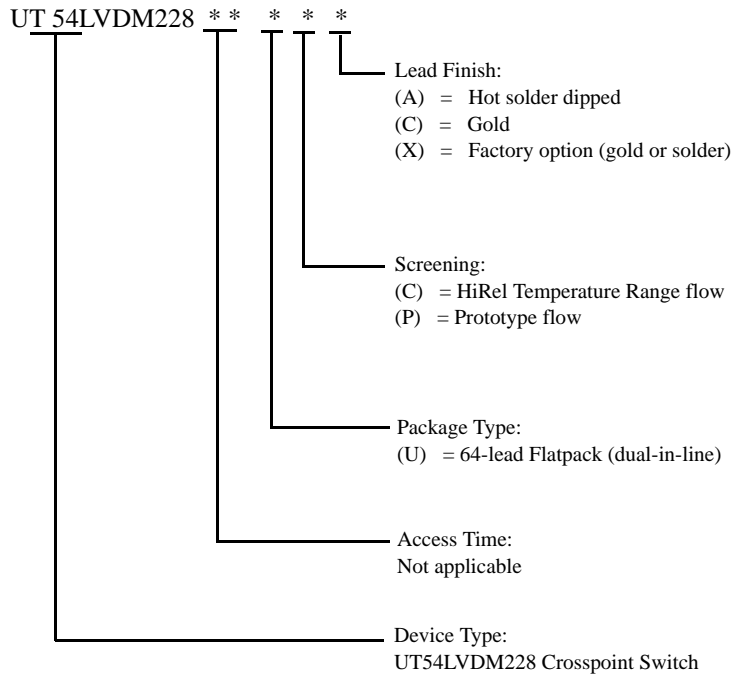 UT 54LVDM228 * * * * *
Lead Finish:
(A) = Hot solder dipped
(C) = Gold
(X) = Factory option (gold or solder)
Screening:
(C) = HiRel Temperature Range flow
(P) = Prototype flow
Package Type:
(U) = 64-lead Flatpack (dual-in-line)
Access Time:
Not applicable
Device Type:
UT54LVDM228 Crosspoint Switch